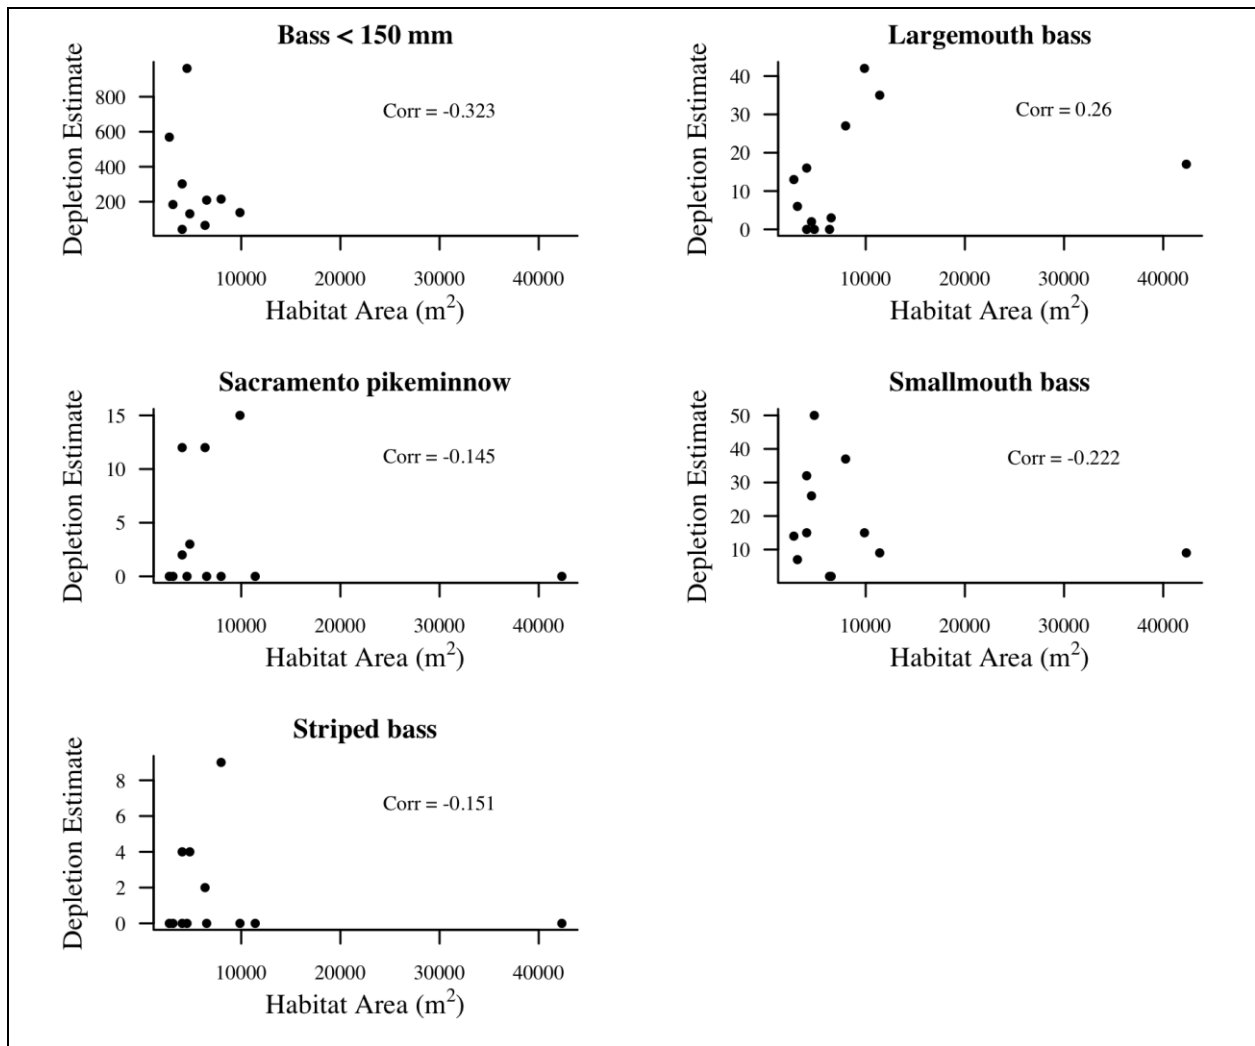 Bass < 150 mm
Depletion Estimate
800
600
400
200
Corr = -0.323
10000 20000 30000 40000
Habitat Area (m²)
Largemouth bass
Depletion Estimate
40
30
20
10
0
Corr = 0.26
10000 20000 30000 40000
Habitat Area (m²)
Sacramento pikeminnow
Depletion Estimate
15
10
5
0
Corr = -0.145
10000 20000 30000 40000
Habitat Area (m²)
Smallmouth bass
Depletion Estimate
50
40
30
20
10
Corr = -0.222
10000 20000 30000 40000
Habitat Area (m²)
Striped bass
Depletion Estimate
8
6
4
2
0
Corr = -0.151
10000 20000 30000 40000
Habitat Area (m²)